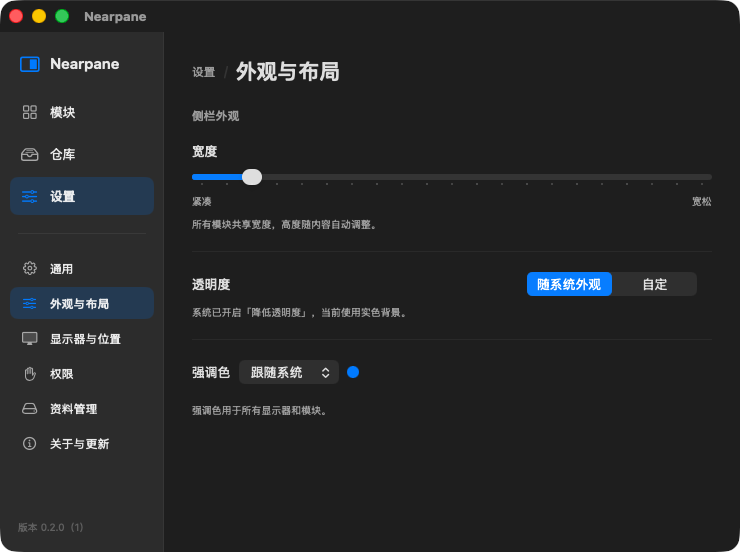 Nearpane
Nearpane
模块
仓库
设置
通用
外观与布局
显示器与位置
权限
资料管理
关于与更新
版本 0.2.0（1）
设置 / 外观与布局
侧栏外观
宽度
紧凑 宽松
所有模块共享宽度，高度随内容自动调整。
透明度 随系统外观 自定
系统已开启「降低透明度」，当前使用实色背景。
强调色 跟随系统
强调色用于所有显示器和模块。